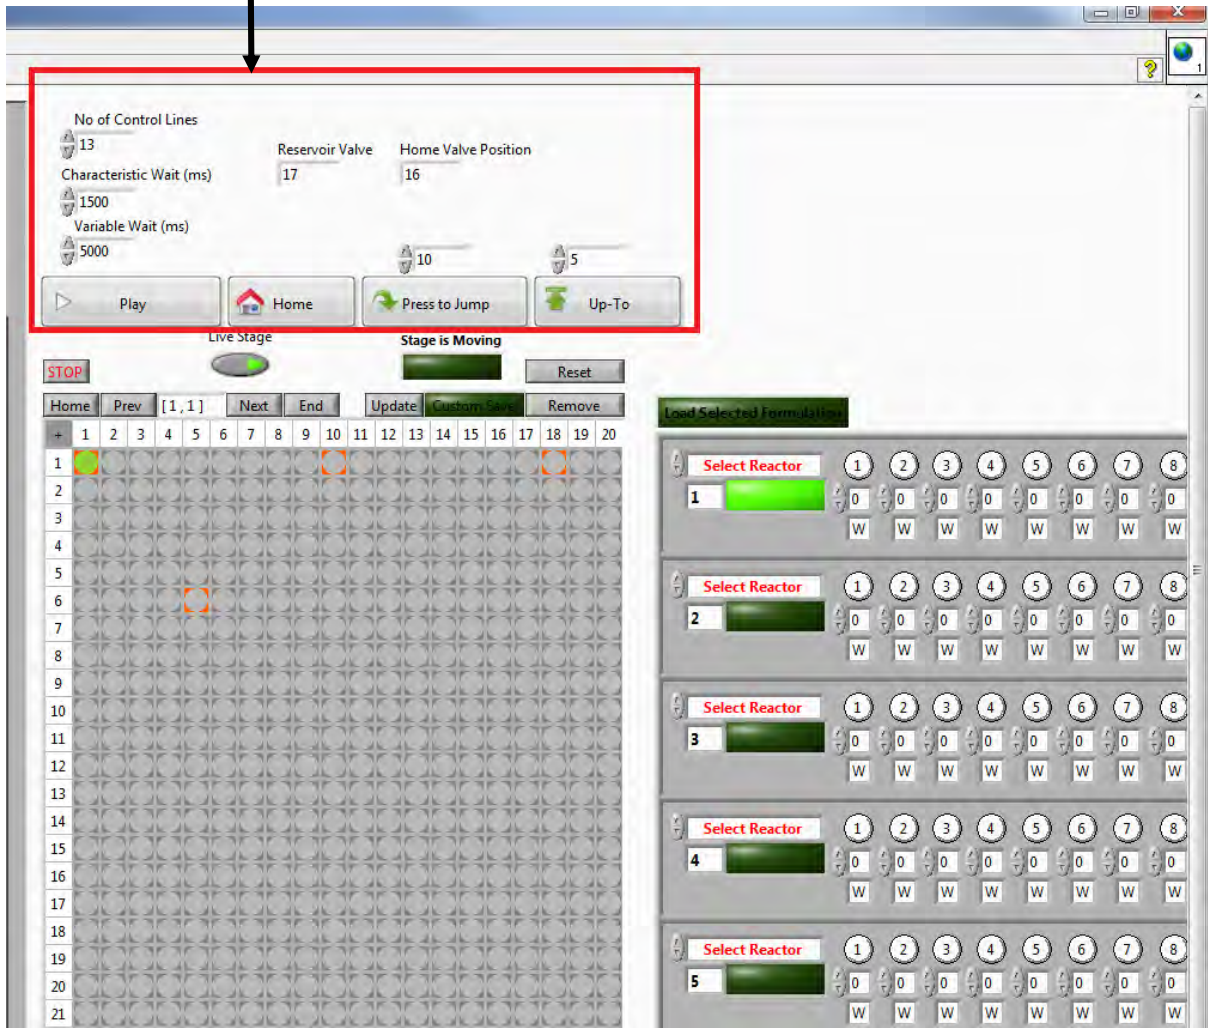 1
No of Control Lines
13
Reservoir Valve Home Valve Position
17 16
Characteristic Wait (ms)
1500
Variable Wait (ms)
5000
10 5
Play Home Press to Jump Up-To
Live Stage Stage is Moving
STOP Reset
Home Prev [1,1] Next End Update Custom Save Remove
Load Selected Formulation
+ 1 2 3 4 5 6 7 8 9 10 11 12 13 14 15 16 17 18 19 20
1
2
3
4
5
6
7
8
9
10
11
12
13
14
15
16
17
18
19
20
21
Select Reactor 1 2 3 4 5 6 7 8
1 0 0 0 0 0 0 0 0
W W W W W W W W
Select Reactor 1 2 3 4 5 6 7 8
2 0 0 0 0 0 0 0 0
W W W W W W W W
Select Reactor 1 2 3 4 5 6 7 8
3 0 0 0 0 0 0 0 0
W W W W W W W W
Select Reactor 1 2 3 4 5 6 7 8
4 0 0 0 0 0 0 0 0
W W W W W W W W
Select Reactor 1 2 3 4 5 6 7 8
5 0 0 0 0 0 0 0 0
W W W W W W W W